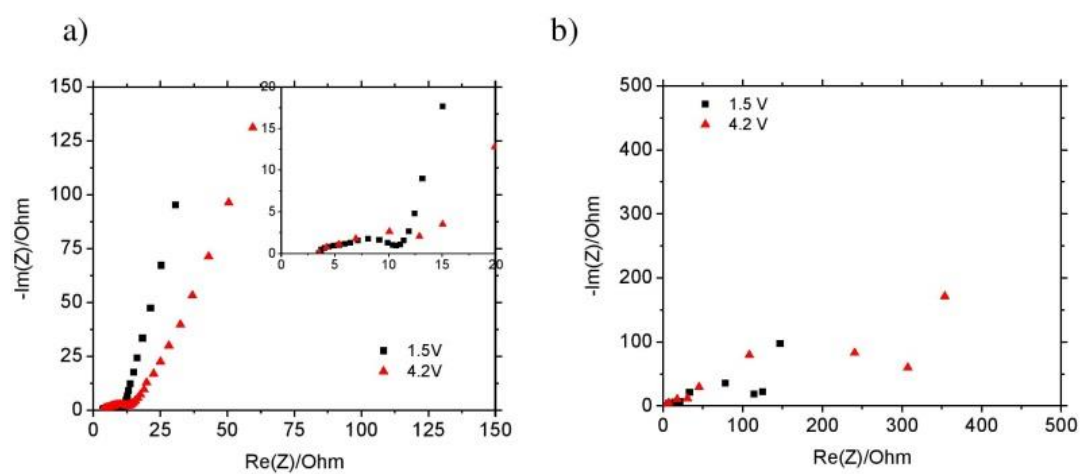 a)
b)
150
125
100
75
50
25
0
0 25 50 75 100 125 150
-Im(Z)/Ohm
Re(Z)/Ohm
20
15
10
5
0
0 5 10 15 20
1.5V
4.2V
500
400
300
200
100
0
0 100 200 300 400 500
-Im(Z)/Ohm
Re(Z)/Ohm
1.5 V
4.2 V